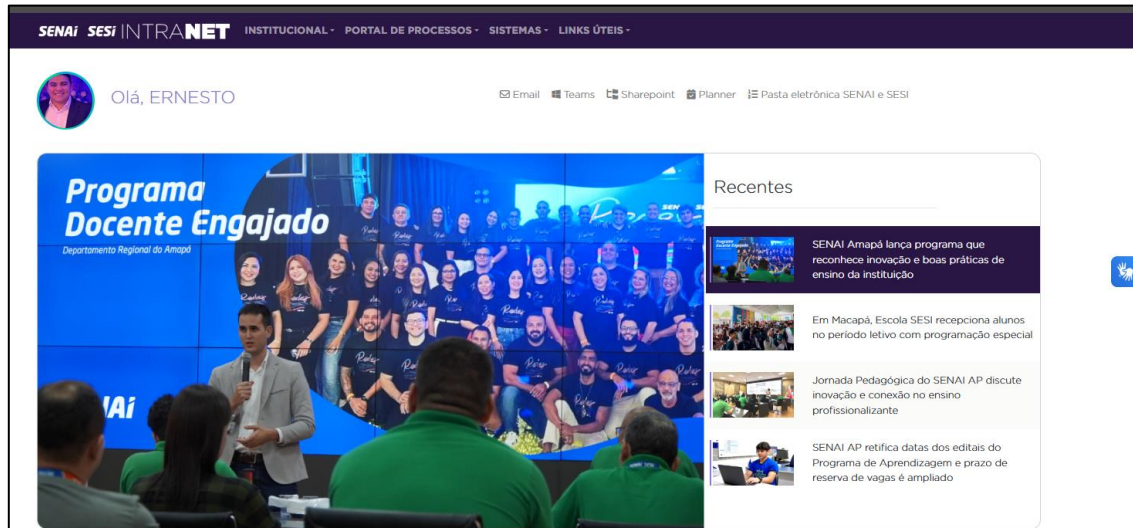 SENAI SESI INTRANET INSTITUCIONAL PORTAL DE PROCESSOS SISTEMAS LINKS ÚTEIS
Olá, ERNESTO
Email Teams Sharepoint Planner Pasta eletrônica SENAI e SESI
Programa
Docente Engajado
Departamento Regional do Amapá
IAI
Recentes
SENAI Amapá lança programa que
reconhece inovação e boas práticas de
ensino da instituição
Em Macapá, Escola SESI recepciona alunos
no período letivo com programação especial
Jornada Pedagógica do SENAI AP discute
inovação e conexão no ensino
profissionalizante
SENAI AP retifica datas dos editais do
Programa de Aprendizagem e prazo de
reserva de vagas é ampliado